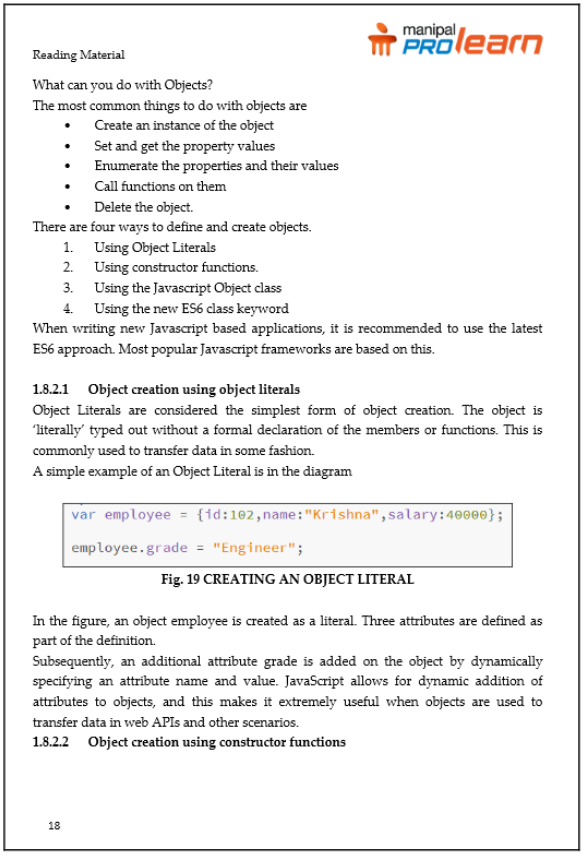 manipal
PROlearn
Reading Material
What can you do with Objects?
The most common things to do with objects are
• Create an instance of the object
• Set and get the property values
• Enumerate the properties and their values
• Call functions on them
• Delete the object.
There are four ways to define and create objects.
1. Using Object Literals
2. Using constructor functions.
3. Using the Javascript Object class
4. Using the new ES6 class keyword
When writing new Javascript based applications, it is recommended to use the latest
ES6 approach. Most popular Javascript frameworks are based on this.
1.8.2.1 Object creation using object literals
Object Literals are considered the simplest form of object creation. The object is
‘literally’ typed out without a formal declaration of the members or functions. This is
commonly used to transfer data in some fashion.
A simple example of an Object Literal is in the diagram
var employee = {id:102,name:"Krishna",salary:40000};
employee.grade = "Engineer";
Fig. 19 CREATING AN OBJECT LITERAL
In the figure, an object employee is created as a literal. Three attributes are defined as
part of the definition.
Subsequently, an additional attribute grade is added on the object by dynamically
specifying an attribute name and value. JavaScript allows for dynamic addition of
attributes to objects, and this makes it extremely useful when objects are used to
transfer data in web APIs and other scenarios.
1.8.2.2 Object creation using constructor functions
18